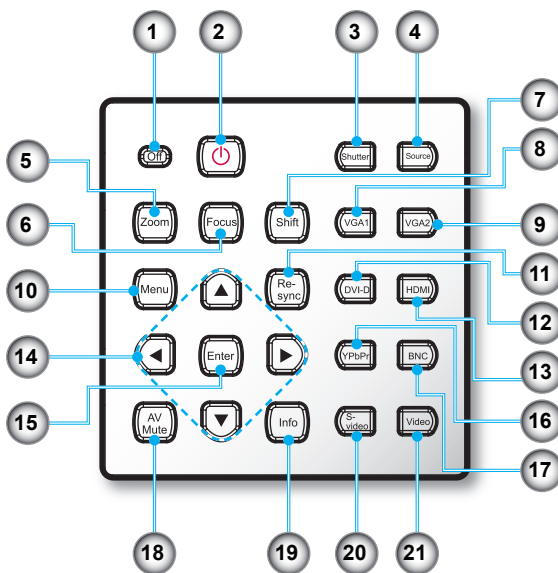 1 2 3 4
7
Off Shutter Source
8
5
Zoom Focus Shift VGA1 VGA2
6 9
10 Menu Re-
sync DVI-D HDMI 11
12
14 Enter YPbPr BNC
13
15 16
AV
Mute Info S-
video Video
17
18 19 20 21